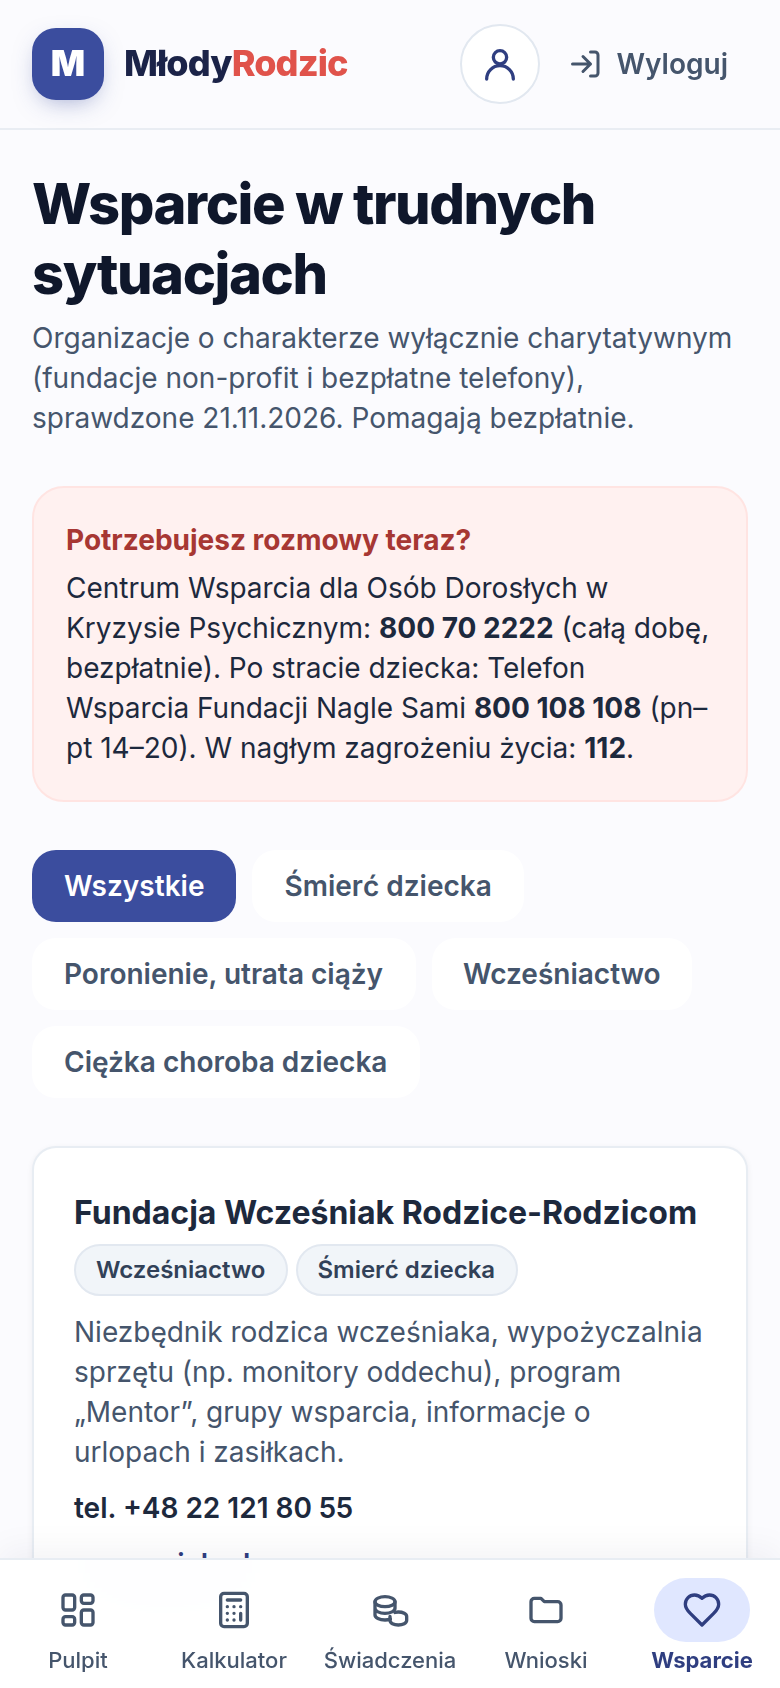 M MłodyRodzic Wyloguj
Wsparcie w trudnych
sytuacjach
Organizacje o charakterze wyłącznie charytatywnym
(fundacje non-profit i bezpłatne telefony),
sprawdzone 21.11.2026. Pomagają bezpłatnie.
Potrzebujesz rozmowy teraz?
Centrum Wsparcia dla Osób Dorosłych w
Kryzysie Psychicznym: 800 70 2222 (całą dobę,
bezpłatnie). Po stracie dziecka: Telefon
Wsparcia Fundacji Nagle Sami 800 108 108 (pn–
pt 14–20). W nagłym zagrożeniu życia: 112.
Wszystkie Śmierć dziecka
Poronienie, utrata ciąży Wcześniactwo
Ciężka choroba dziecka
Fundacja Wcześniak Rodzice-Rodzicom
Wcześniactwo Śmierć dziecka
Niezbędnik rodzica wcześniaka, wypożyczalnia
sprzętu (np. monitory oddechu), program
„Mentor”, grupy wsparcia, informacje o
urlopach i zasiłkach.
tel. +48 22 121 80 55
Pulpit Kalkulator Świadczenia Wnioski Wsparcie